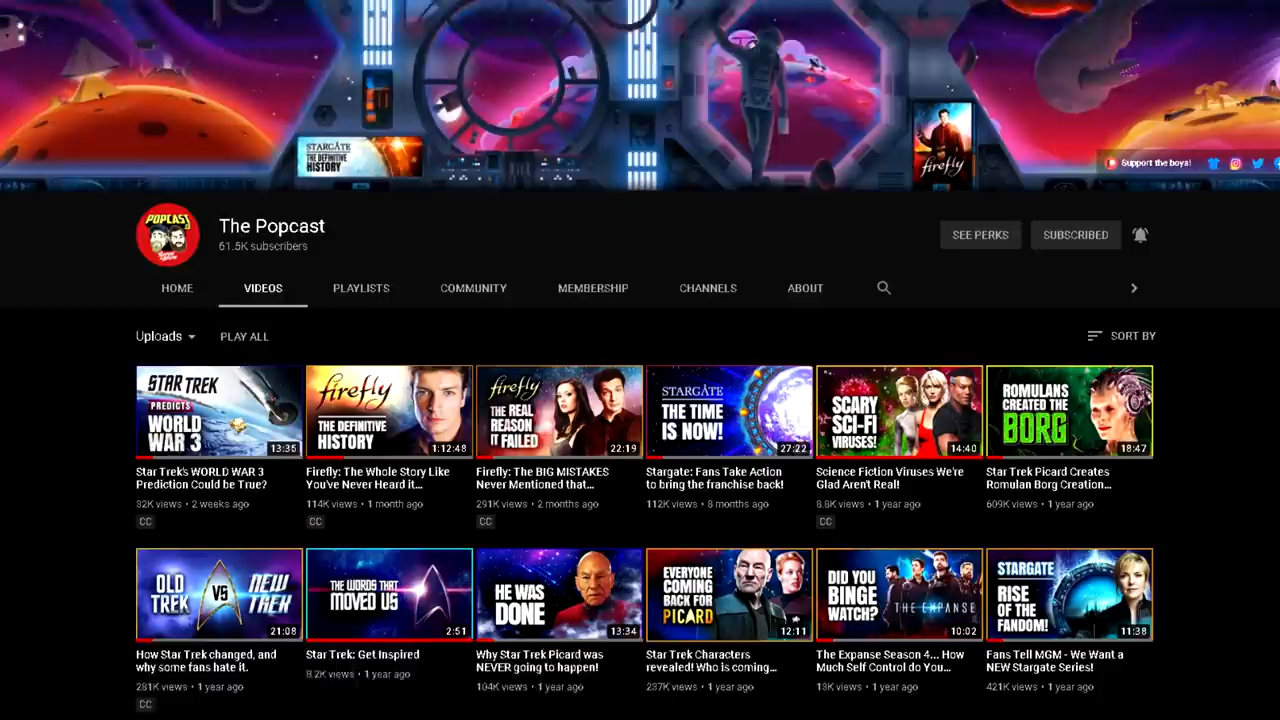 STARGATE
THE DEFINITIVE
HISTORY
firefly
Support the boys!
POPCAST
The Popcast
61.5K subscribers
SEE PERKS
SUBSCRIBED
HOME
VIDEOS
PLAYLISTS
COMMUNITY
MEMBERSHIP
CHANNELS
ABOUT
Uploads
PLAY ALL
SORT BY
STAR TREK
PREDICTS
WORLD
WAR 3
13:35
firefly
THE DEFINITIVE
HISTORY
1:12:48
firefly
THE REAL
REASON
IT FAILED
22:19
STARGATE
THE TIME
IS NOW!
27:22
SCARY
SCI-FI
VIRUSES!
14:40
ROMULANS
CREATED THE
BORG
18:47
Star Trek's WORLD WAR 3
Prediction Could be True?
32K views • 2 weeks ago
CC
Firefly: The Whole Story Like
You've Never Heard it...
114K views • 1 month ago
CC
Firefly: The BIG MISTAKES
Never Mentioned that...
291K views • 2 months ago
CC
Stargate: Fans Take Action
to bring the franchise back!
112K views • 8 months ago
Science Fiction Viruses We're
Glad Aren't Real!
8.8K views • 1 year ago
CC
Star Trek Picard Creates
Romulan Borg Creation...
609K views • 1 year ago
OLD
TREK
VS
NEW
TREK
21:08
THE WORDS THAT
MOVED US
2:51
HE WAS
DONE
13:34
EVERYONE
COMING
BACK FOR
PICARD
12:11
DID YOU
BINGE
WATCH?
THE EXPANSE
10:02
STARGATE
RISE
OF THE
FANDOM!
11:38
How Star Trek changed, and
why some fans hate it.
281K views • 1 year ago
CC
Star Trek: Get Inspired
8.2K views • 1 year ago
Why Star Trek Picard was
NEVER going to happen!
104K views • 1 year ago
Star Trek Characters
revealed! Who is coming...
237K views • 1 year ago
The Expanse Season 4... How
Much Self Control do You...
13K views • 1 year ago
Fans Tell MGM - We Want a
NEW Stargate Series!
421K views • 1 year ago